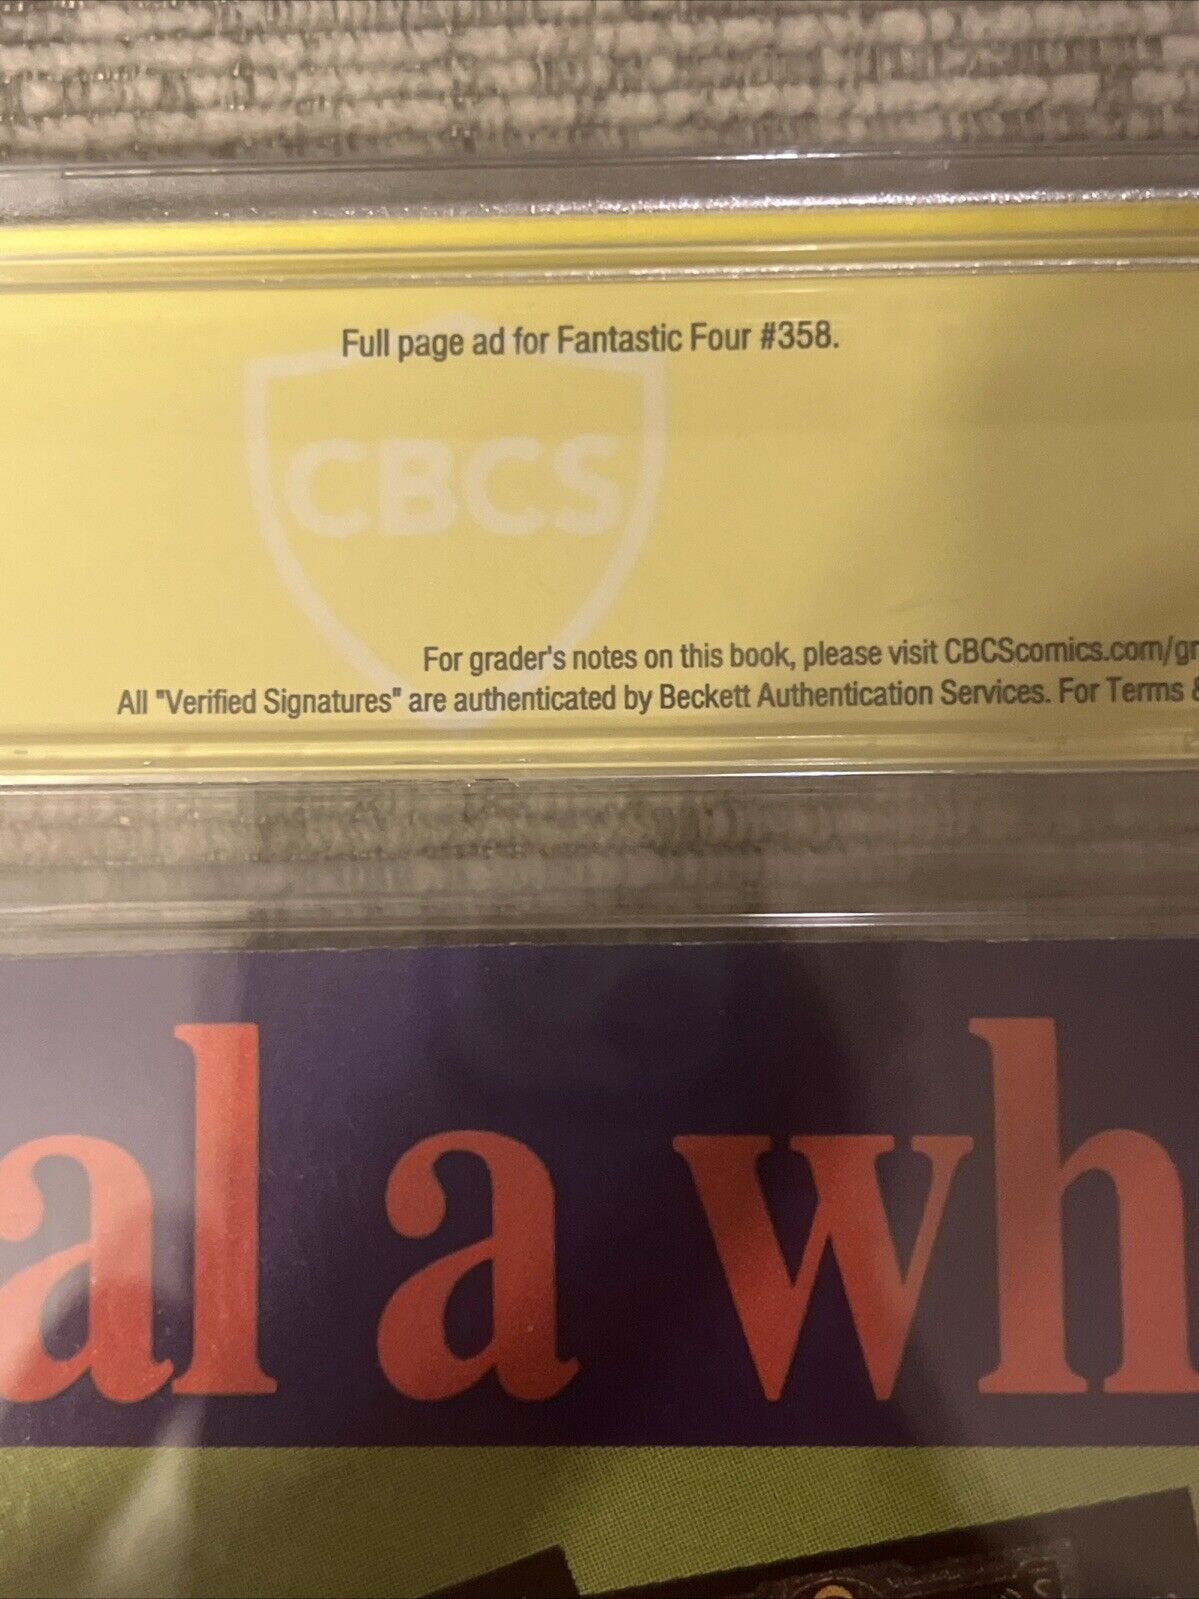 Full page ad for Fantastic Four #358.
CBCS
For grader's notes on this book, please visit CBCScomics.com/gr
All "Verified Signatures" are authenticated by Beckett Authentication Services. For Terms &
al a wh